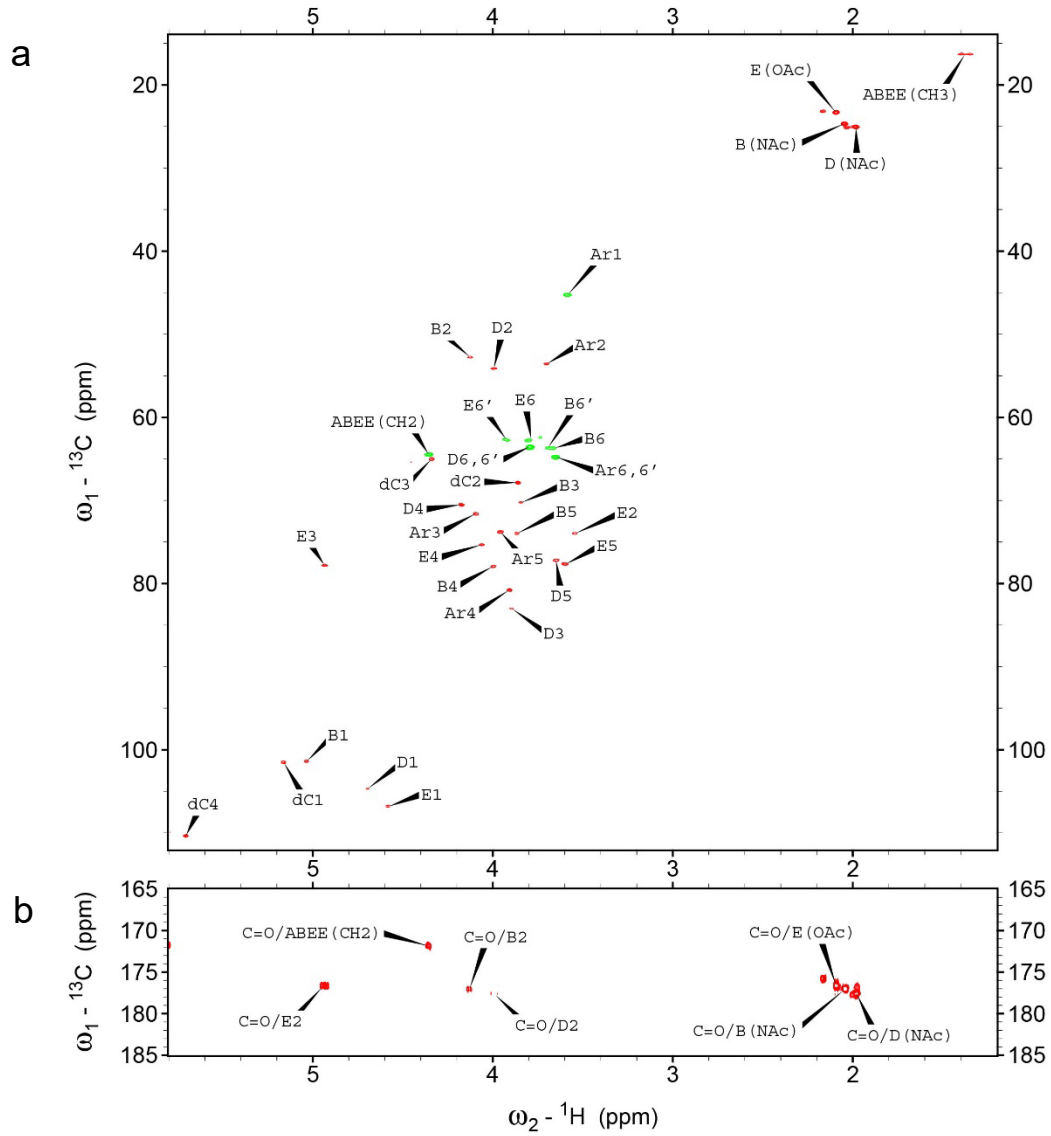 a
5 4 3 2
ω1 - 13C (ppm)
20 20
40 40
60 60
80 80
100 100
E(OAc)
ABEE(CH3)
B(NAc)
D(NAc)
Ar1
B2
D2
Ar2
E6′
E6
B6′
ABEE(CH2)
B6
D6,6′
Ar6,6′
dC3
dC2
B3
D4
Ar3
B5
E2
E3
E4
Ar5
E5
B4
D5
Ar4
D3
B1
D1
dC1
E1
dC4
5 4 3 2
b
ω1 - 13C (ppm)
165 165
170 170
175 175
180 180
185 185
C=O/ABEE(CH2)
C=O/B2
C=O/E(OAc)
C=O/E2
C=O/D2
C=O/B(NAc)
C=O/D(NAc)
5 4 3 2
ω2 - 1H (ppm)